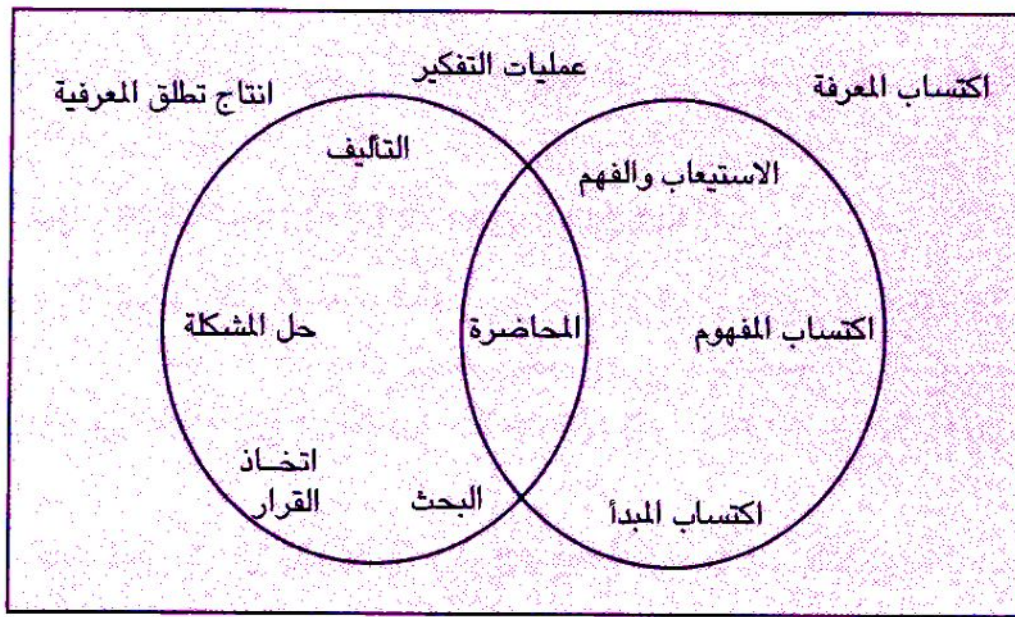 عمليات التفكير
اكتساب المعرفة
انتاج تطلق المعرفية
الاستيعاب والفهم
التأليف
اكتساب المفهوم
المحاضرة
حل المشكلة
اكتساب المبدأ
البحث
اتخاذ
القرار